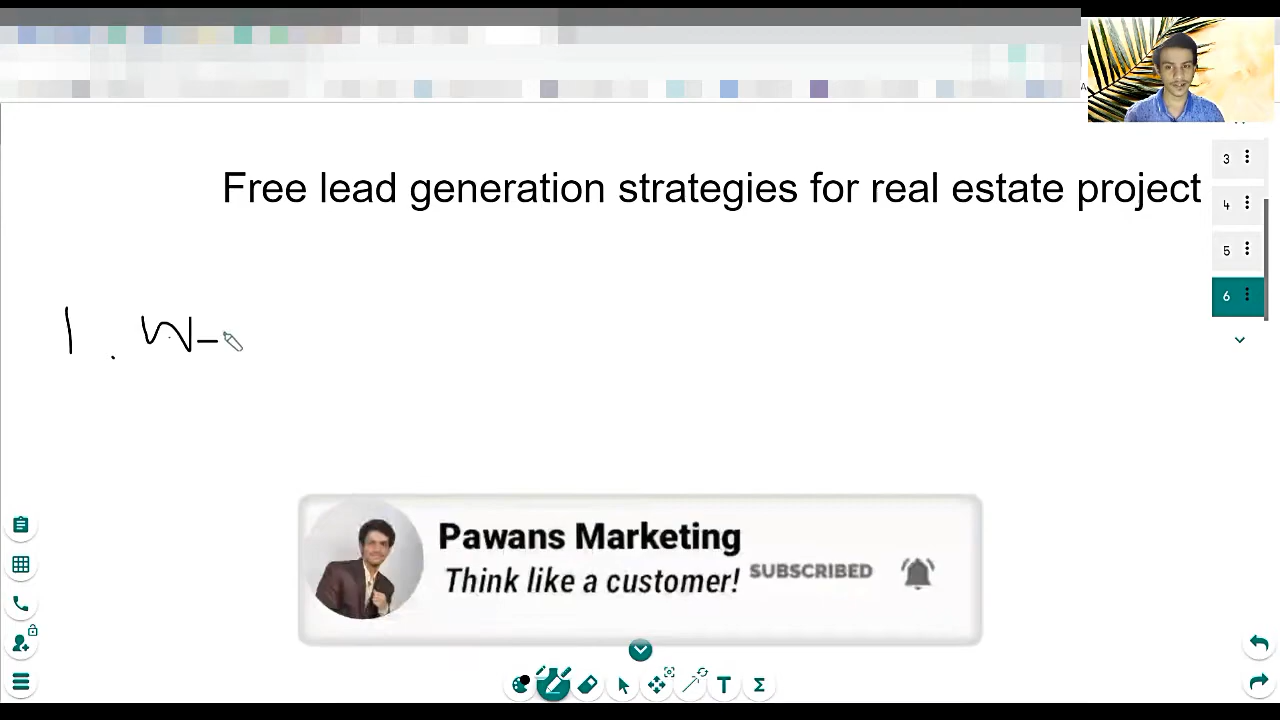 3
Free lead generation strategies for real estate project
4
5
6
1. W-
Pawans Marketing
Think like a customer!
SUBSCRIBED
T
Σ